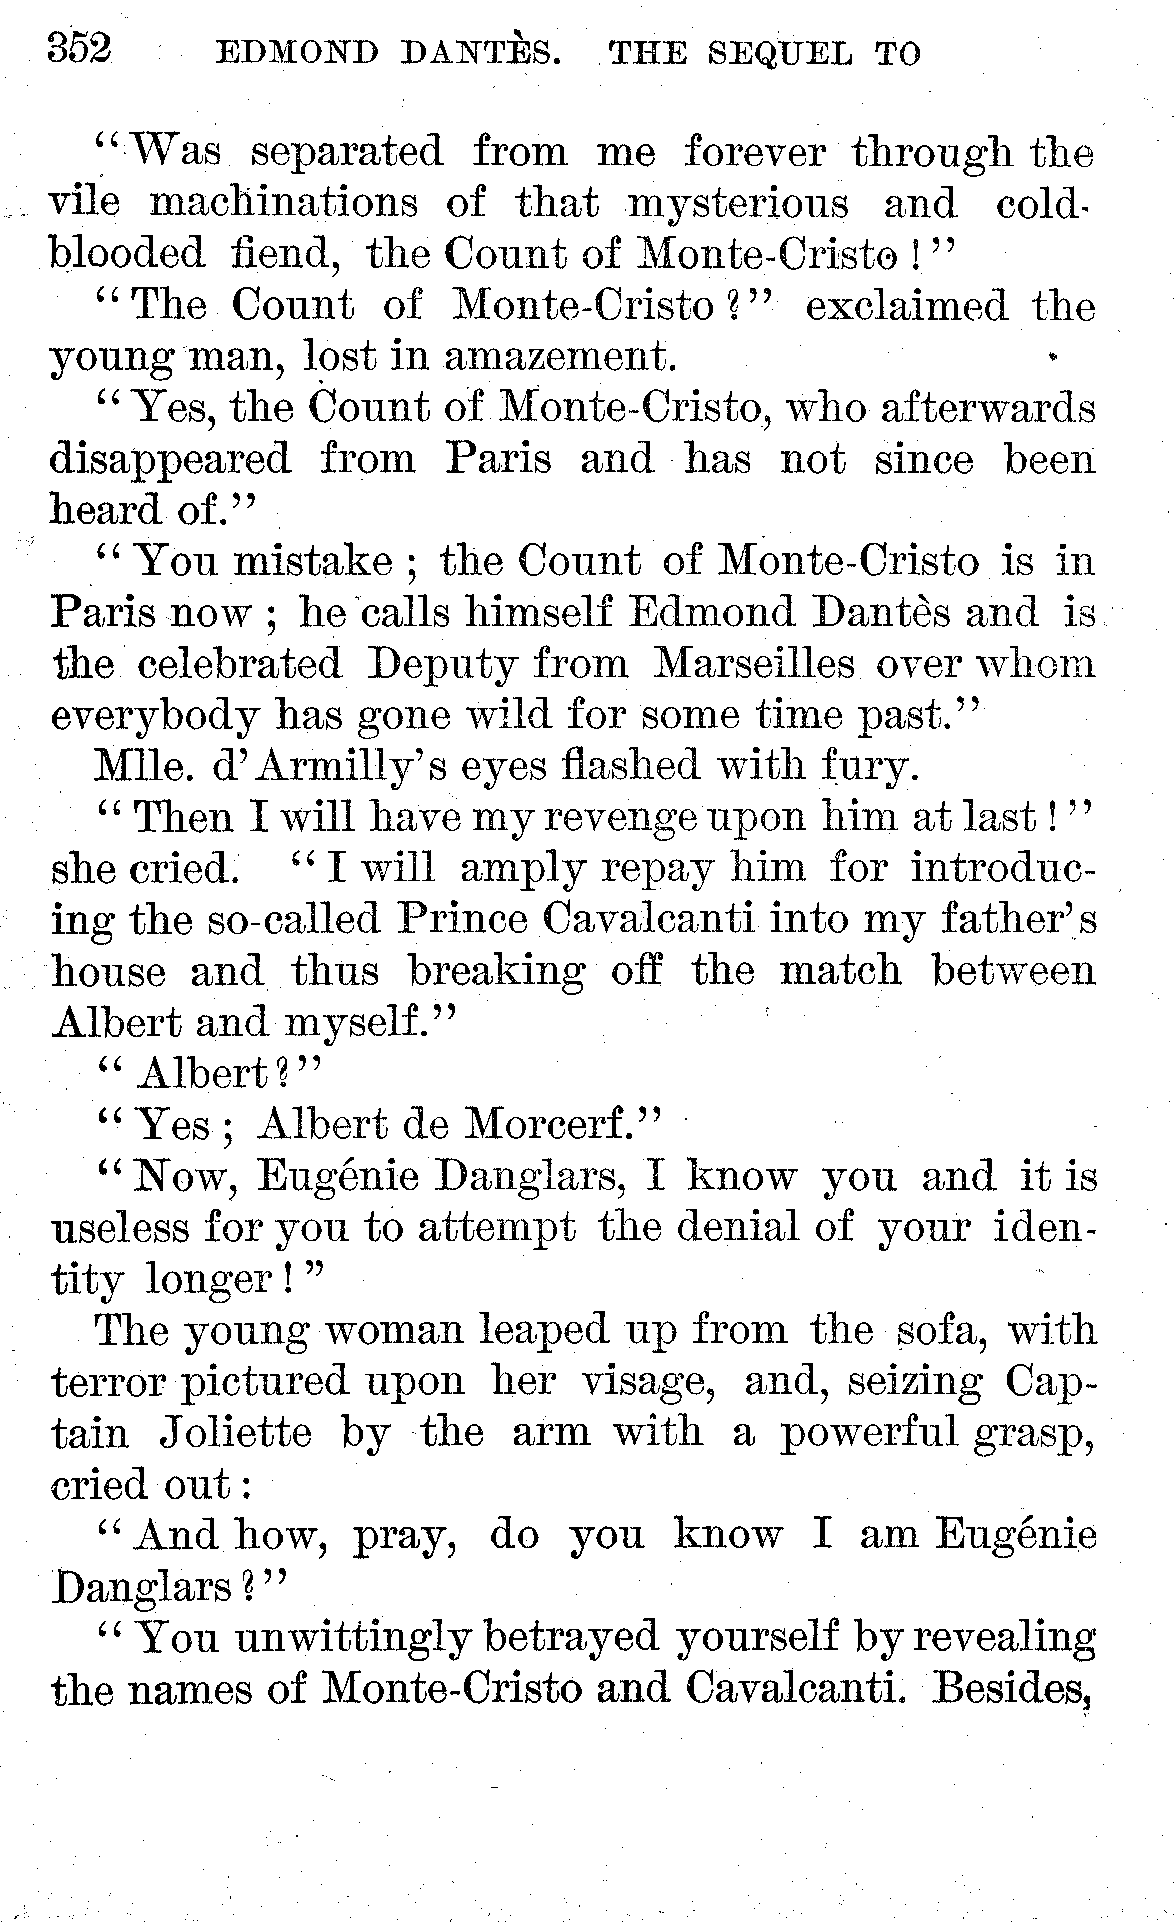 352 EDMOND DANTÈS. THE SEQUEL TO
"Was separated from me forever through the
vile machinations of that mysterious and cold-
blooded fiend, the Count of Monte-Cristo!"
"The Count of Monte-Cristo?" exclaimed the
young man, lost in amazement.
"Yes, the Count of Monte-Cristo, who afterwards
disappeared from Paris and has not since been
heard of."
"You mistake; the Count of Monte-Cristo is in
Paris now; he calls himself Edmond Dantès and is
the celebrated Deputy from Marseilles over whom
everybody has gone wild for some time past."
Mlle. d'Armilly's eyes flashed with fury.
"Then I will have my revenge upon him at last!"
she cried. "I will amply repay him for introduc-
ing the so-called Prince Cavalcanti into my father's
house and thus breaking off the match between
Albert and myself."
"Albert?"
"Yes; Albert de Morcerf."
"Now, Eugénie Danglars, I know you and it is
useless for you to attempt the denial of your iden-
tity longer!"
The young woman leaped up from the sofa, with
terror pictured upon her visage, and, seizing Cap-
tain Joliette by the arm with a powerful grasp,
cried out:
"And how, pray, do you know I am Eugénie
Danglars?"
"You unwittingly betrayed yourself by revealing
the names of Monte-Cristo and Cavalcanti. Besides,